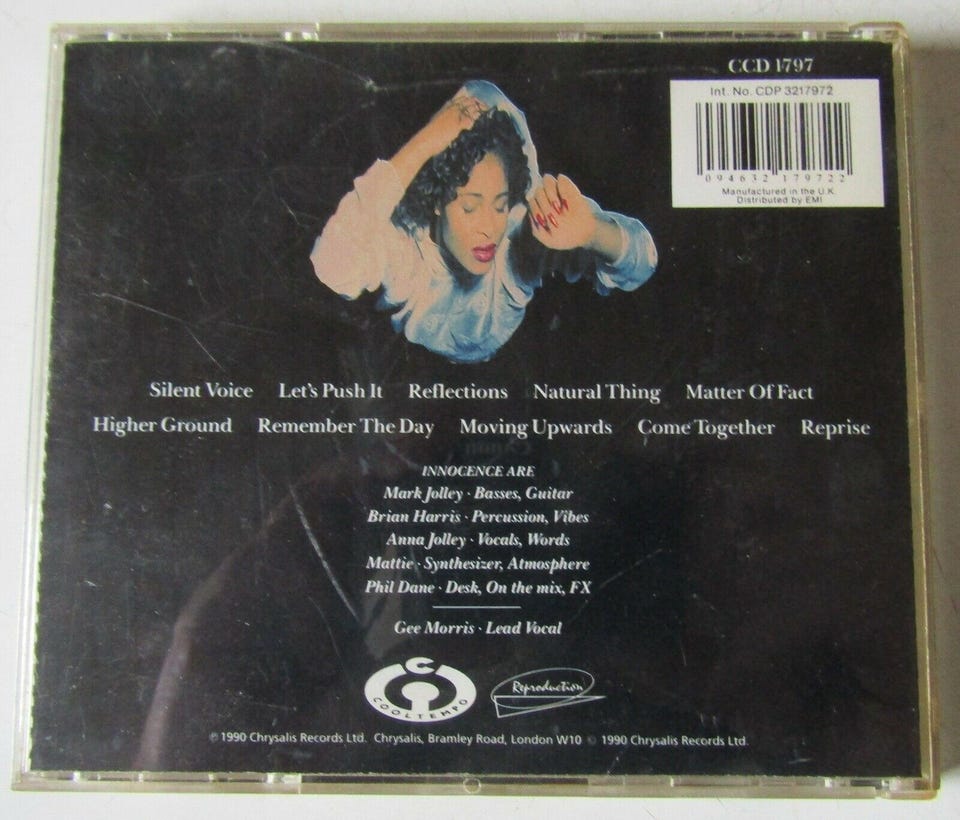 CCD 1797
Int. No. CDP 3217972
0 94632 17972 2
Manufactured in the U.K.
Distributed by EMI
Silent Voice Let's Push It Reflections Natural Thing Matter Of Fact
Higher Ground Remember The Day Moving Upwards Come Together Reprise
INNOCENCE ARE
Mark Jolley · Basses, Guitar
Brian Harris · Percussion, Vibes
Anna Jolley · Vocals, Words
Mattie · Synthesizer, Atmosphere
Phil Dane · Desk, On the mix, FX
Gee Morris · Lead Vocal
C
COOLTEMPO
Reproduction
℗ 1990 Chrysalis Records Ltd. Chrysalis, Bramley Road, London W10 © 1990 Chrysalis Records Ltd.